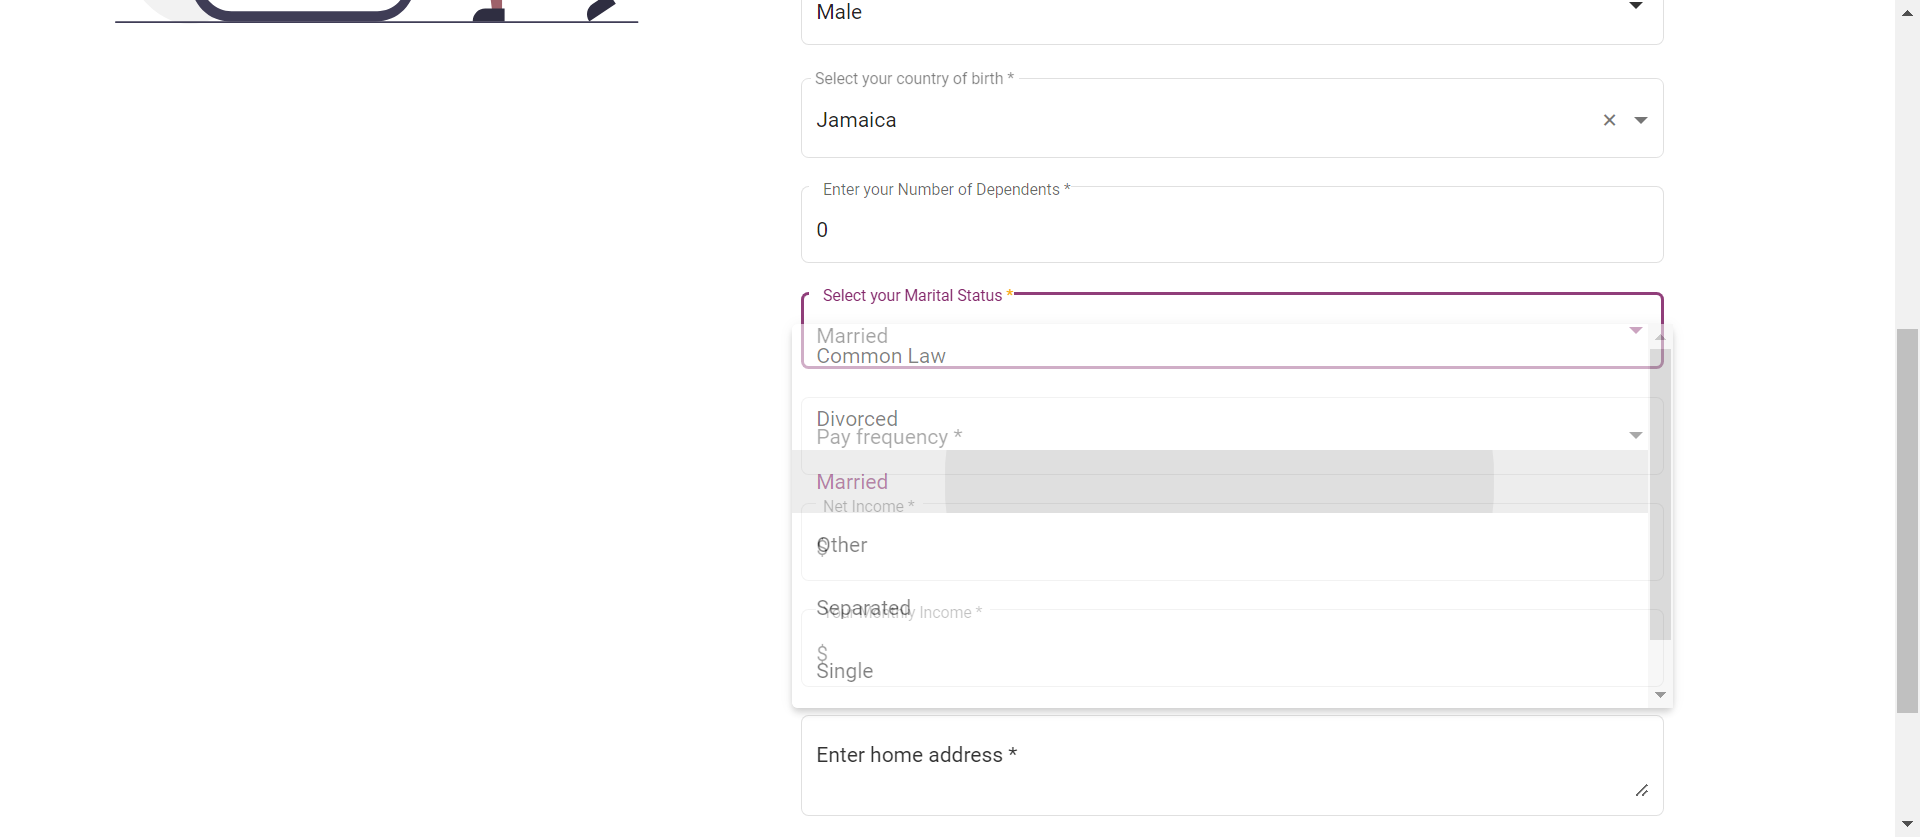 Male
Select your country of birth *
Jamaica
Enter your Number of Dependents *
0
Select your Marital Status *
Married
Common Law
Divorced
Pay frequency *
Married
Net Income *
$
Other
Separated
Your Monthly Income *
$
Single
Enter home address *